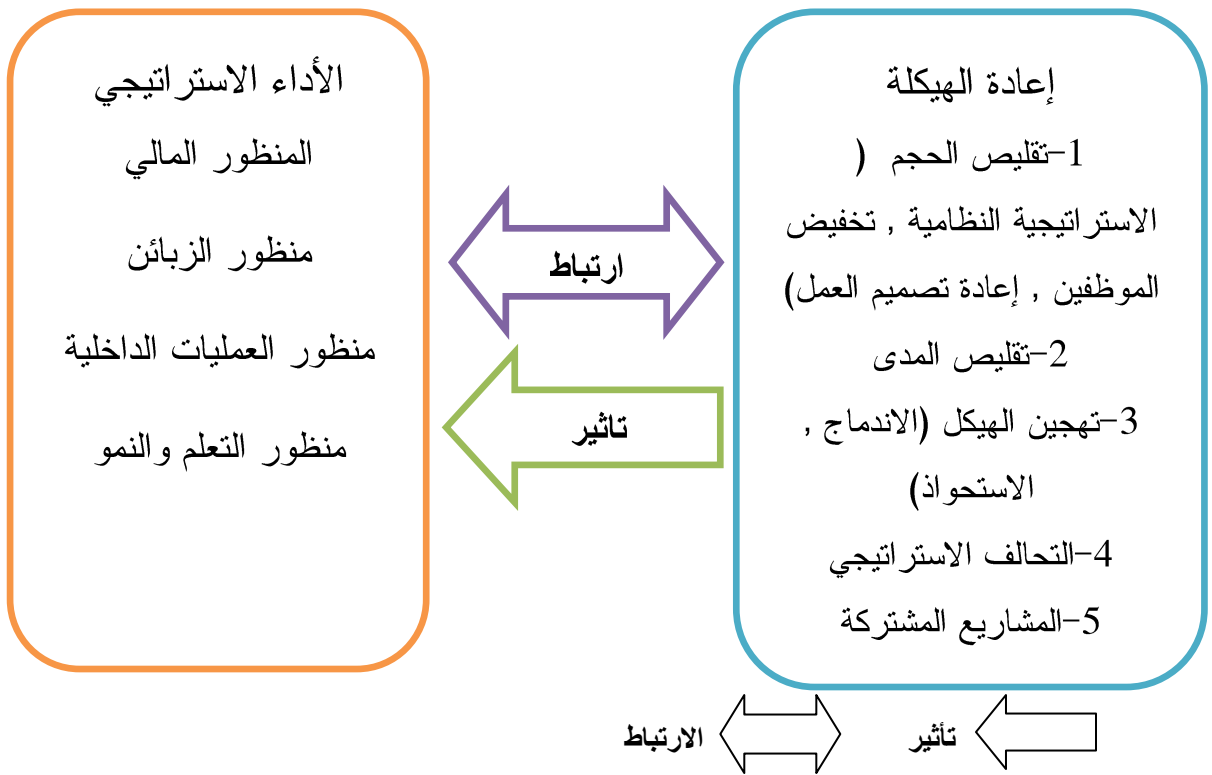 إعادة الهيكلة
1-تقليص الحجم (
الاستراتيجية النظامية , تخفيض
الموظفين , إعادة تصميم العمل)
2-تقليص المدى
3-تهجين الهيكل (الاندماج ,
الاستحواذ)
4-التحالف الاستراتيجي
5-المشاريع المشتركة
ارتباط
تاثير
الأداء الاستراتيجي
المنظور المالي
منظور الزبائن
منظور العمليات الداخلية
منظور التعلم والنمو
تأثير
الارتباط